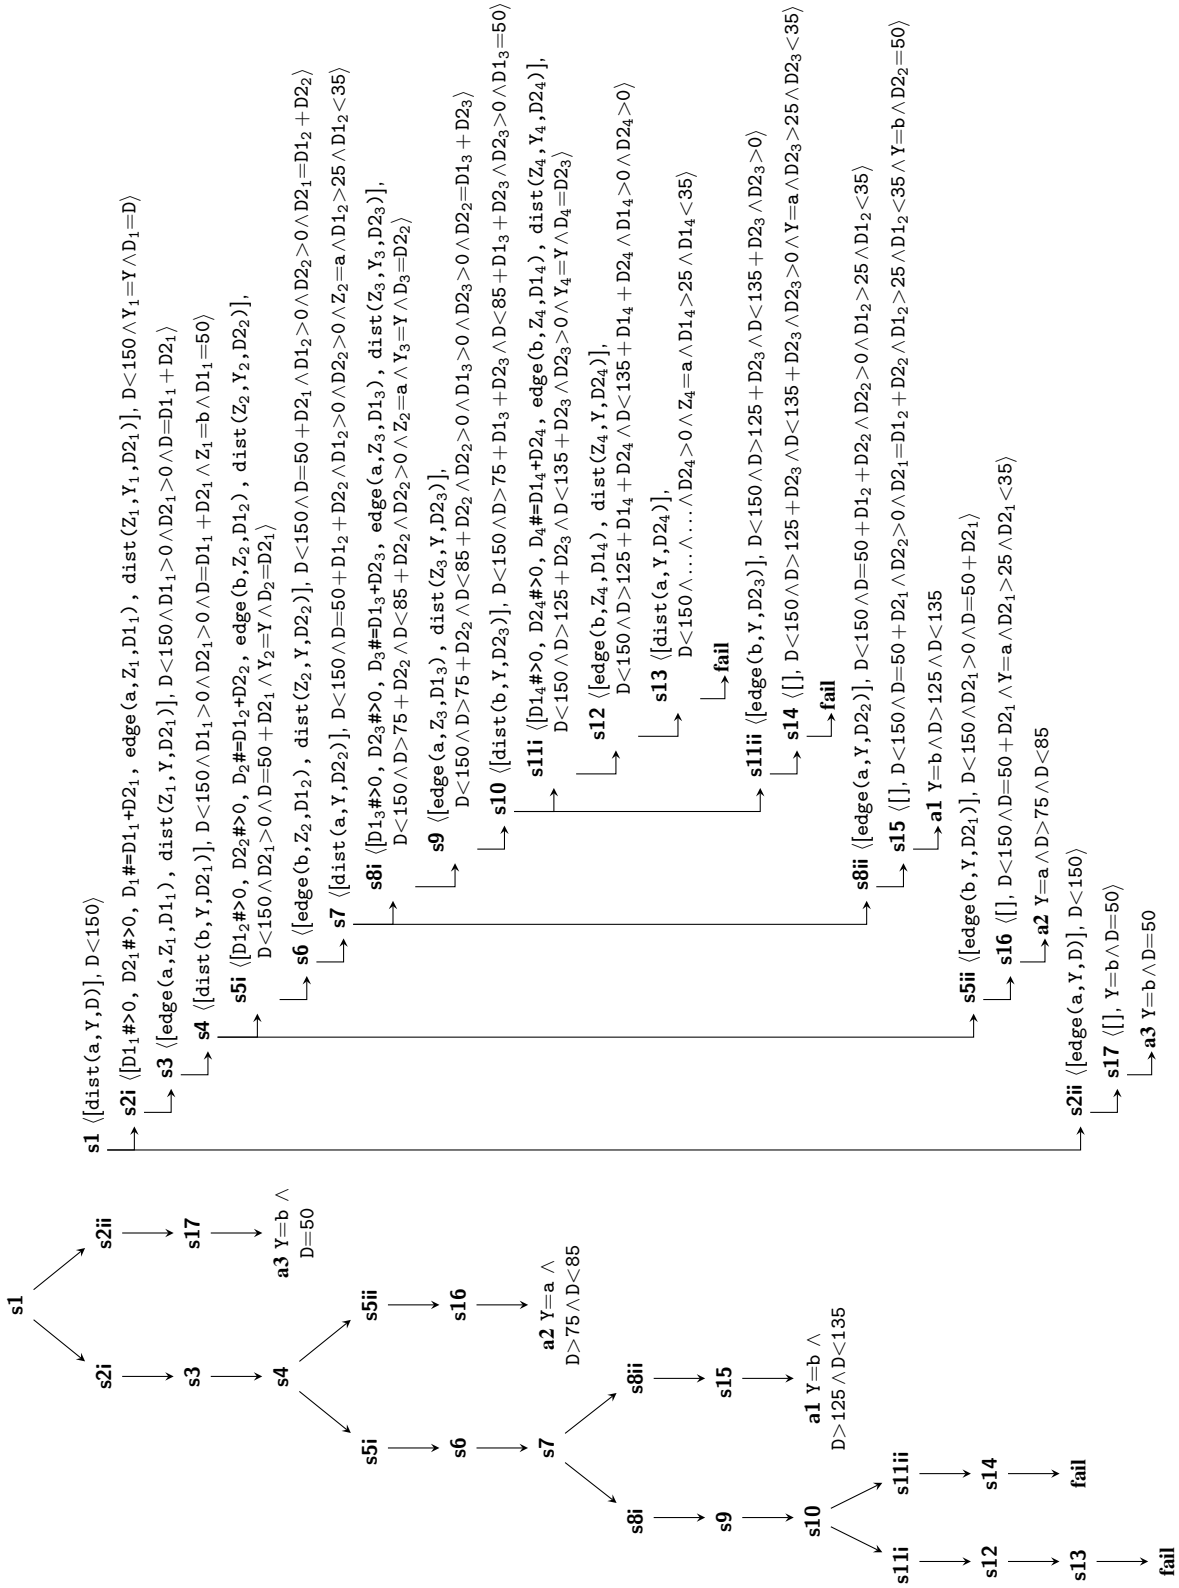 s1
s2i
s2ii
s3
s17
s4
a3 Y=b ∧
D=50
s5i
s5ii
s6
s16
s7
a2 Y=a ∧
D>75∧D<85
s8i
s8ii
s9
s15
s10
a1 Y=b ∧
D>125∧D<135
s11i
s11ii
s12
s14
s13
fail
fail
s1 ⟨[dist(a,Y,D)], D<150⟩
s2i ⟨[D1₁#>0, D2₁#>0, D₁#=D1₁+D2₁, edge(a,Z₁,D1₁), dist(Z₁,Y₁,D2₁)], D<150∧Y₁=Y∧D₁=D⟩
s3 ⟨[edge(a,Z₁,D1₁), dist(Z₁,Y,D2₁)], D<150∧D1₁>0∧D2₁>0∧D=D1₁+D2₁⟩
s4 ⟨[dist(b,Y,D2₁)], D<150∧D1₁>0∧D2₁>0∧D=D1₁+D2₁∧Z₁=b∧D1₁=50⟩
s5i ⟨[D1₂#>0, D2₂#>0, D₂#=D1₂+D2₂, edge(b,Z₂,D1₂), dist(Z₂,Y₂,D2₂)],
D<150∧D2₁>0∧D=50+D2₁∧Y₂=Y∧D₂=D2₁⟩
s6 ⟨[edge(b,Z₂,D1₂), dist(Z₂,Y,D2₂)], D<150∧D=50+D2₁∧D1₂>0∧D2₂>0∧D2₁=D1₂+D2₂⟩
s7 ⟨[dist(a,Y,D2₂)], D<150∧D=50+D1₂+D2₂∧D1₂>0∧D2₂>0∧Z₂=a∧D1₂>25∧D1₂<35⟩
s8i ⟨[D1₃#>0, D2₃#>0, D₃#=D1₃+D2₃, edge(a,Z₃,D1₃), dist(Z₃,Y₃,D2₃)],
D<150∧D>75+D2₂∧D<85+D2₂∧D2₂>0∧Z₂=a∧Y₃=Y∧D₃=D2₂⟩
s9 ⟨[edge(a,Z₃,D1₃), dist(Z₃,Y,D2₃)],
D<150∧D>75+D2₂∧D<85+D2₂∧D2₂>0∧D1₃>0∧D2₃>0∧D2₂=D1₃+D2₃⟩
s10 ⟨[dist(b,Y,D2₃)], D<150∧D>75+D1₃+D2₃∧D<85+D1₃+D2₃∧D2₃>0∧D1₃=50⟩
s11i ⟨[D1₄#>0, D2₄#>0, D₄#=D1₄+D2₄, edge(b,Z₄,D1₄), dist(Z₄,Y₄,D2₄)],
D<150∧D>125+D2₃∧D<135+D2₃∧D2₃>0∧Y₄=Y∧D₄=D2₃⟩
s12 ⟨[edge(b,Z₄,D1₄), dist(Z₄,Y,D2₄)],
D<150∧D>125+D1₄+D2₄∧D<135+D1₄+D2₄∧D1₄>0∧D2₄>0⟩
s13 ⟨[dist(a,Y,D2₄)],
D<150∧...∧...∧D2₄>0∧Z₄=a∧D1₄>25∧D1₄<35⟩
fail
s11ii ⟨[edge(b,Y,D2₃)], D<150∧D>125+D2₃∧D<135+D2₃∧D2₃>0⟩
s14 ⟨[], D<150∧D>125+D2₃∧D<135+D2₃∧D2₃>0∧Y=a∧D2₃>25∧D2₃<35⟩
fail
s8ii ⟨[edge(a,Y,D2₂)], D<150∧D=50+D1₂+D2₂∧D2₂>0∧D1₂>25∧D1₂<35⟩
s15 ⟨[], D<150∧D=50+D2₁∧D2₂>0∧D2₁=D1₂+D2₂∧D1₂>25∧D1₂<35∧Y=b∧D2₂=50⟩
a1 Y=b∧D>125∧D<135
s5ii ⟨[edge(b,Y,D2₁)], D<150∧D2₁>0∧D=50+D2₁⟩
s16 ⟨[], D<150∧D=50+D2₁∧Y=a∧D2₁>25∧D2₁<35⟩
a2 Y=a∧D>75∧D<85
s2ii ⟨[edge(a,Y,D)], D<150⟩
s17 ⟨[], Y=b∧D=50⟩
a3 Y=b∧D=50